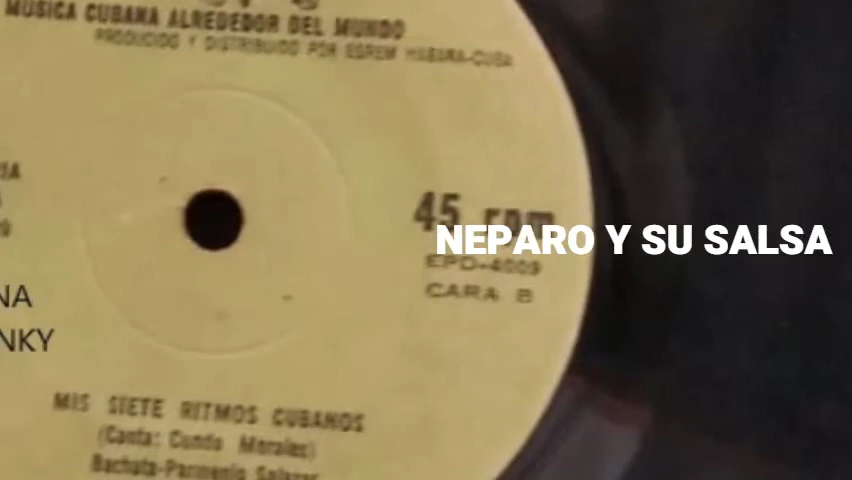 MUSICA CUBANA ALREDEDOR DEL MUNDO
PRODUCIDO Y DISTRIBUIDO POR EGREM HABANA-CUBA
45 rpm
NEPARO Y SU SALSA
EPD-4009
CARA B
NA
NKY
MIS SIETE RITMOS CUBANOS
(Canta: Cundo Morales)
Bachata-Parmenio Salazar